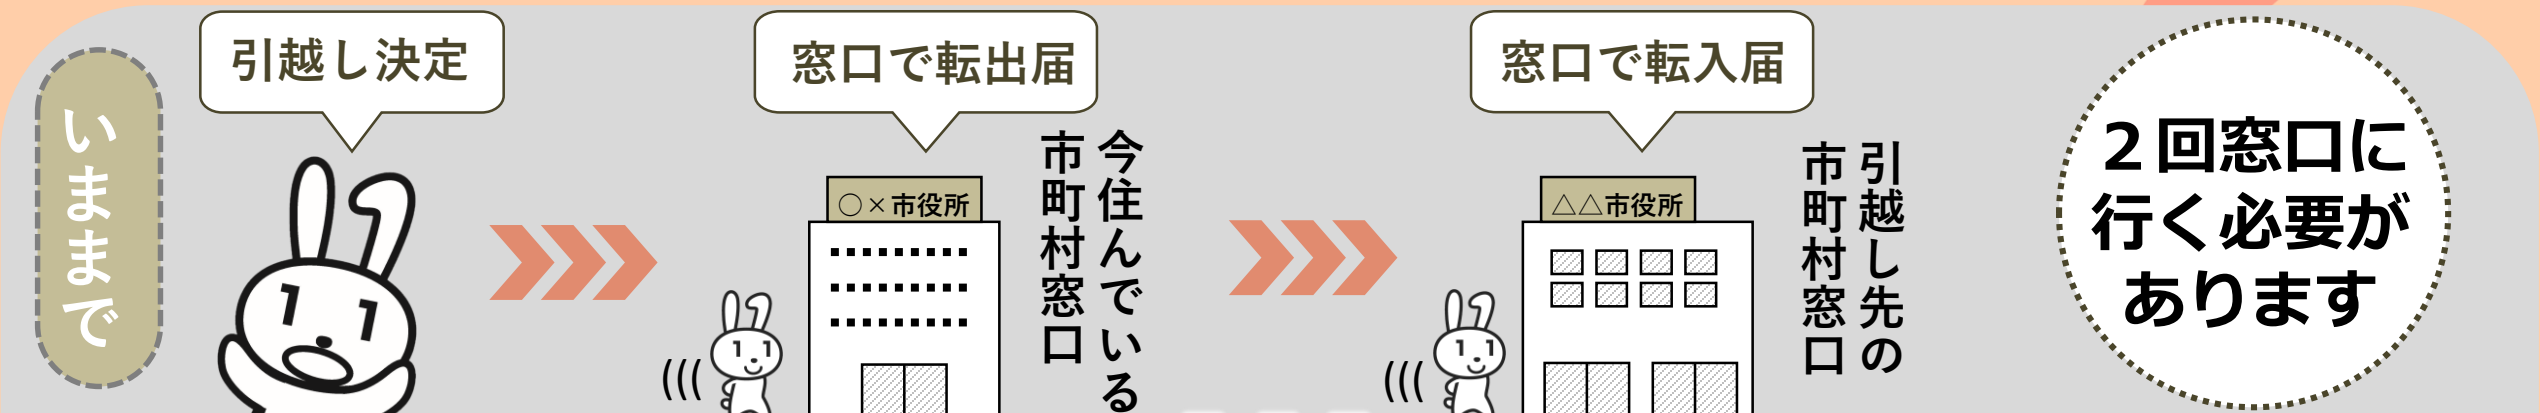 いままで
引越し決定
窓口で転出届
○×市役所
今住んでいる
市町村窓口
窓口で転入届
△△市役所
引越し先の
市町村窓口
２回窓口に
行く必要が
あります